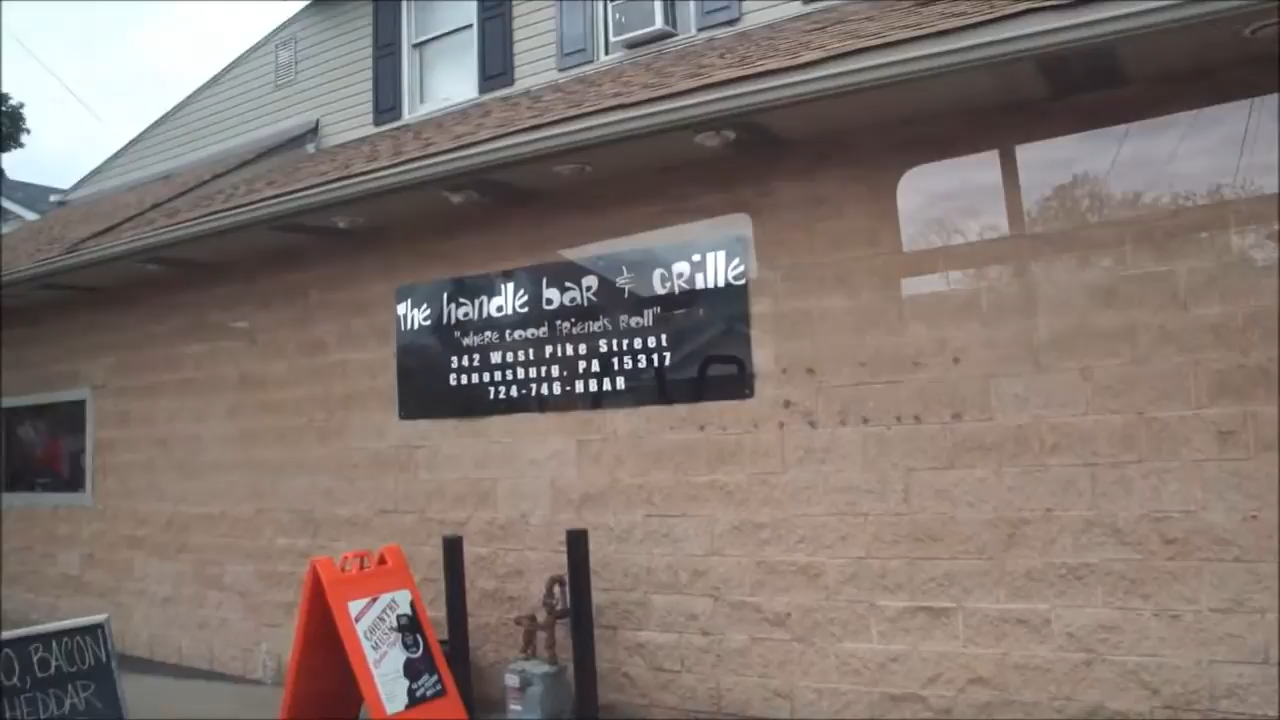 The handle baR & GRille
"wheRe Good Friends Roll"
342 West Pike Street
Canonsburg, PA 15317
724-746-HBAR
COUNTRY
MUSIC
Q, BACON
HEDDAR